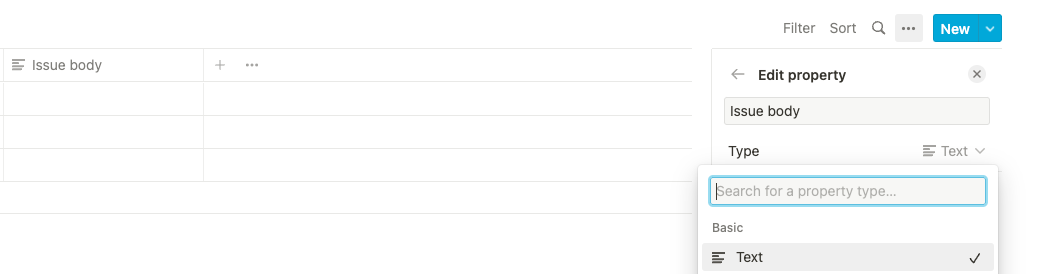 Filter Sort New
Issue body
Edit property
Issue body
Type Text
Search for a property type...
Basic
Text